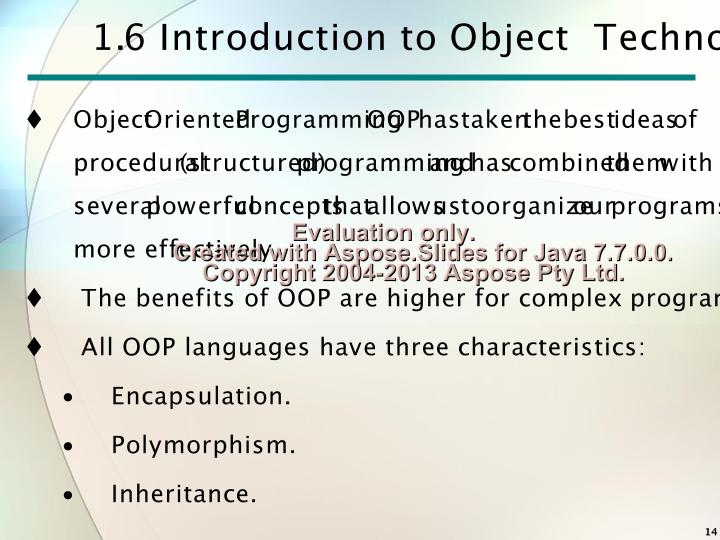 1.6 Introduction to Object Techno
♦ Object Oriented Programming OOP has taken the best ideas of
procedural (structured) programming and has combined them with
several powerful concepts that allows us to organize our programs
more effectively
Evaluation only.
Created with Aspose.Slides for Java 7.7.0.0.
Copyright 2004-2013 Aspose Pty Ltd.
♦ The benefits of OOP are higher for complex program
♦ All OOP languages have three characteristics:
• Encapsulation.
• Polymorphism.
• Inheritance.
14